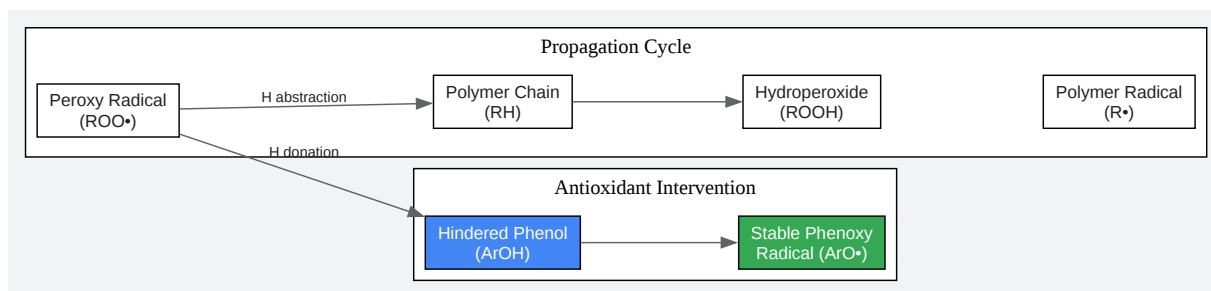 Propagation Cycle
Peroxy Radical
(ROO•)
H abstraction
Polymer Chain
(RH)
Hydroperoxide
(ROOH)
Polymer Radical
(R•)
H donation
Antioxidant Intervention
Hindered Phenol
(ArOH)
Stable Phenoxy
Radical (ArO•)